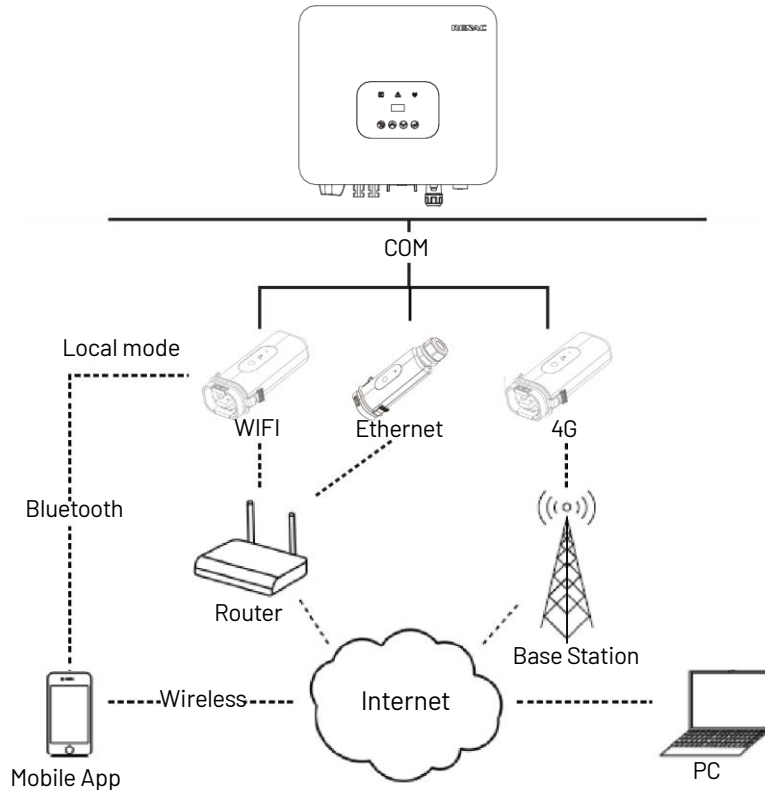 RENAC
COM
Local mode
WIFI
Ethernet
4G
Bluetooth
Router
Base Station
Wireless
Internet
Mobile App
PC